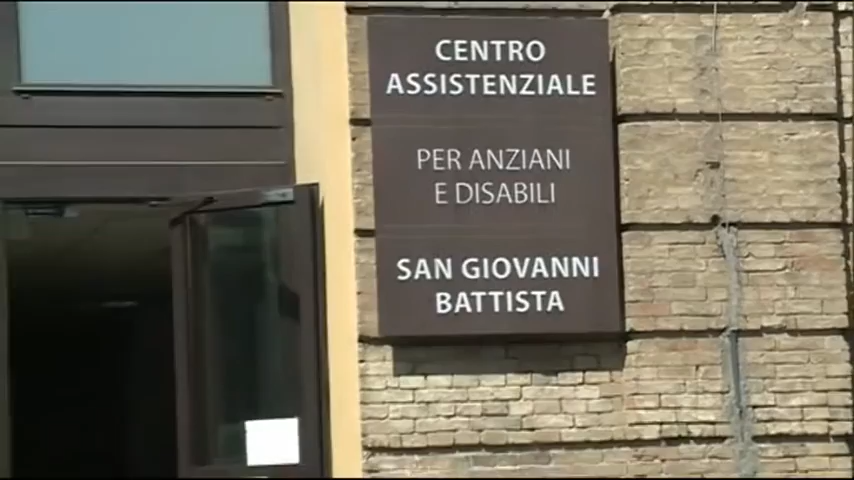 CENTRO
ASSISTENZIALE
PER ANZIANI
E DISABILI
SAN GIOVANNI
BATTISTA